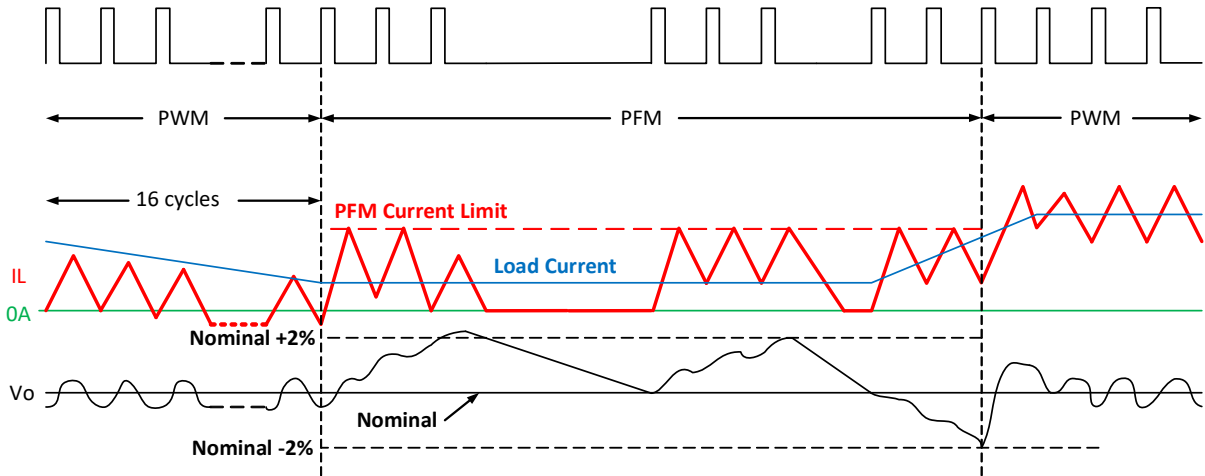 PWM
PFM
PWM
16 cycles
PFM Current Limit
Load Current
IL
0A
Nominal +2%
Vo
Nominal
Nominal -2%